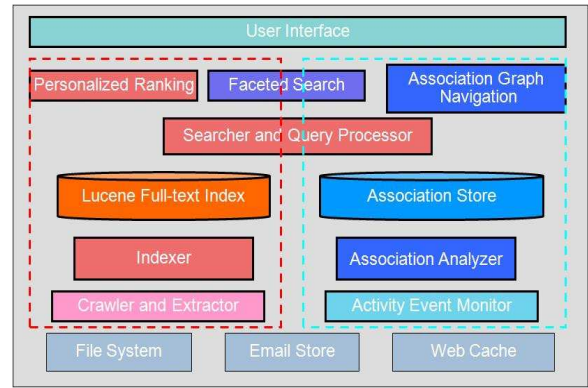 User Interface
Personalized Ranking
Faceted Search
Association Graph
Navigation
Searcher and Query Processor
Lucene Full-text Index
Association Store
Indexer
Association Analyzer
Crawler and Extractor
Activity Event Monitor
File System
Email Store
Web Cache